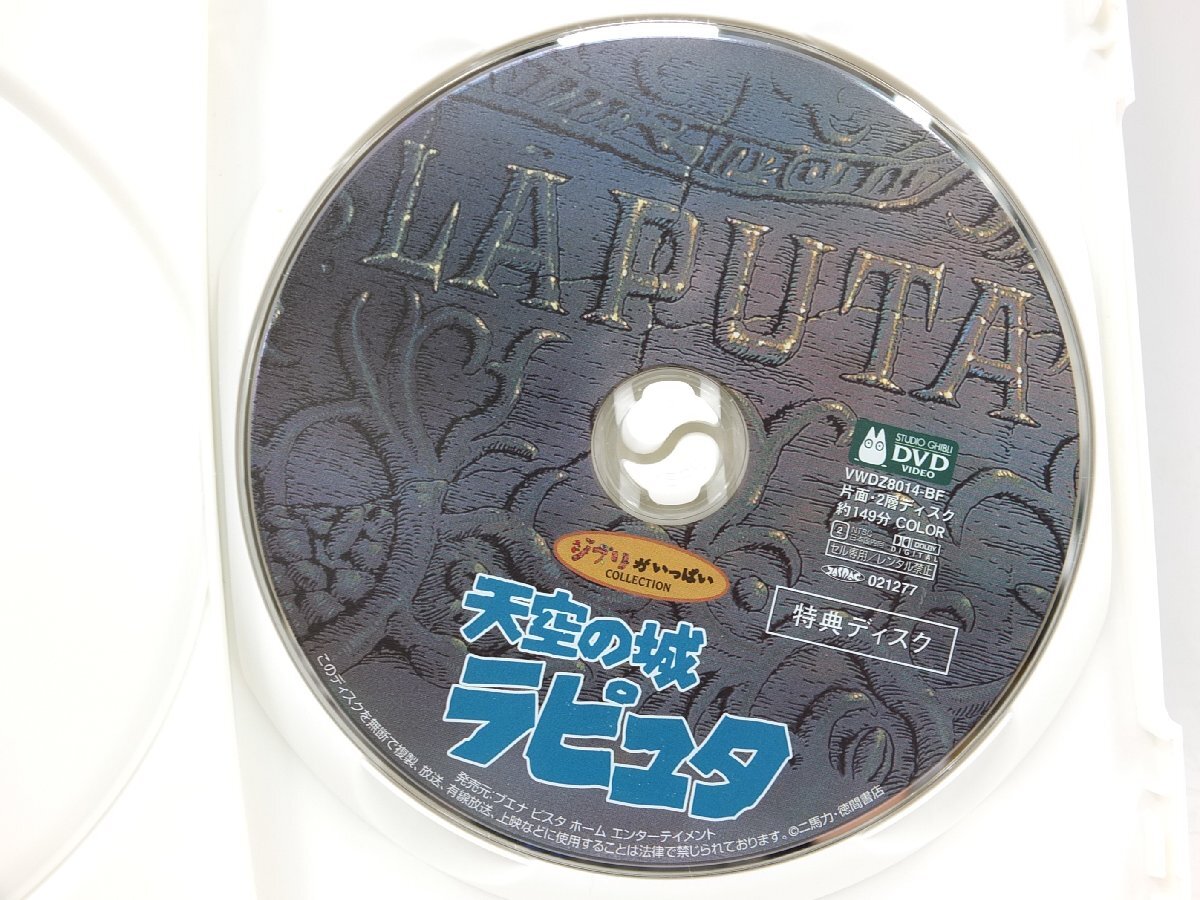 LAPUTA
STUDIO GHIBLI
DVD
VIDEO
VWDZ8014-BF
片面・2層ディスク
約149分 COLOR
2
NTSC
DOLBY
DIGITAL
セル専用/レンタル禁止
021277
特典ディスク
ジブリがいっぱい
COLLECTION
天空の城
ラピュタ
発売元:ブエナ ビスタ ホーム エンターテイメント
このディスクを無断で複製、放送、有線放送、上映などに使用することは法律で禁じられております。©二馬力・徳間書店